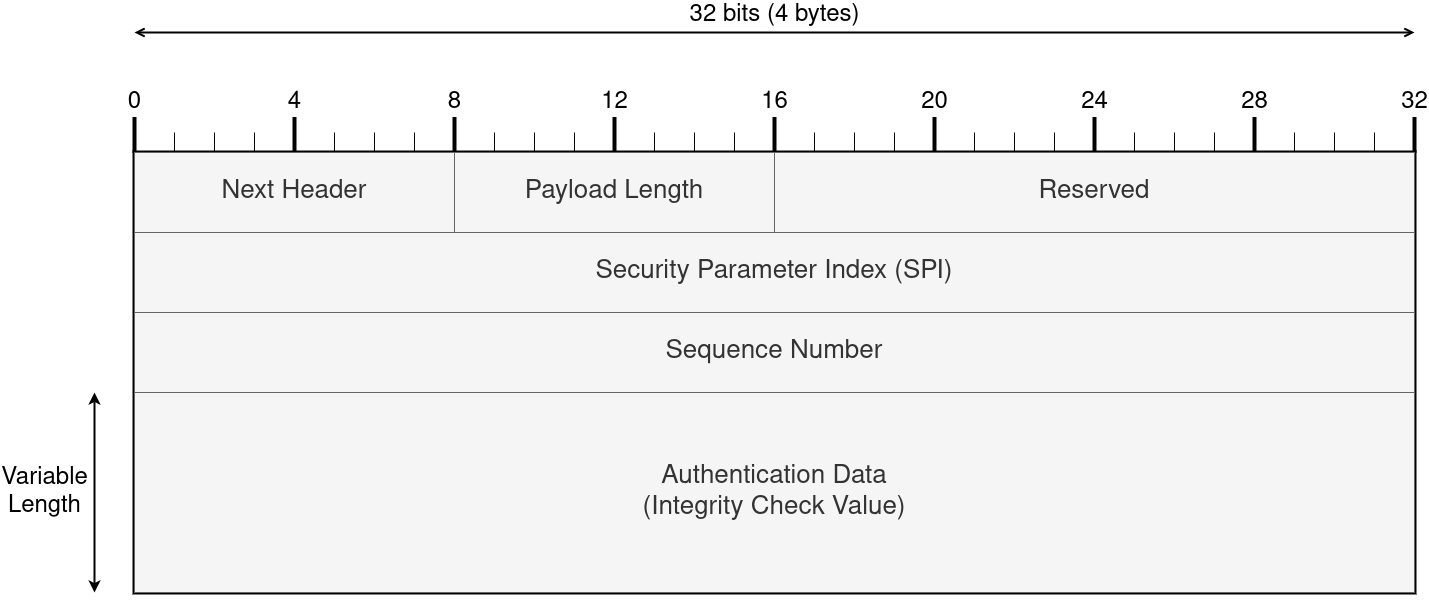 32 bits (4 bytes)
0 4 8 12 16 20 24 28 32
Next Header Payload Length Reserved
Security Parameter Index (SPI)
Sequence Number
Variable
Length
Authentication Data
(Integrity Check Value)